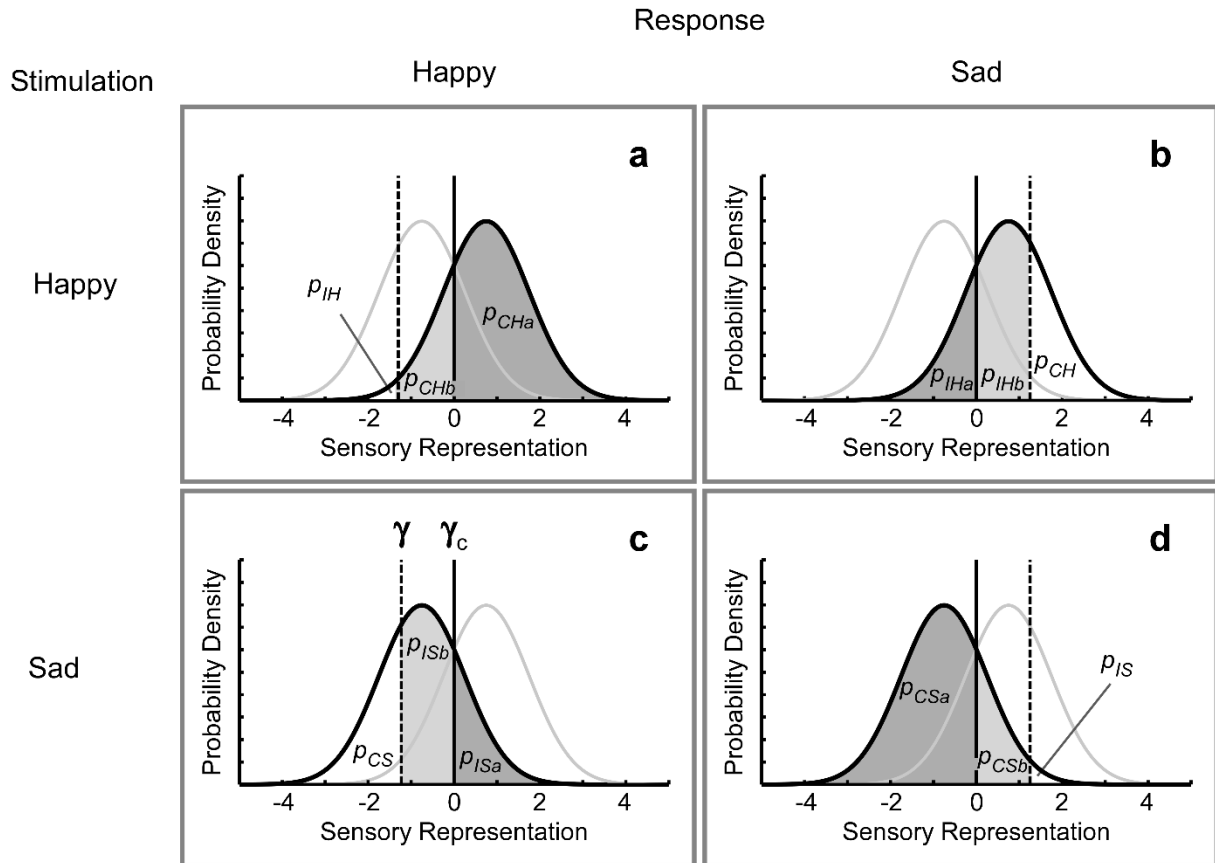 Response
Stimulation
Happy
Sad
Happy
a
Probability Density
p_IH
p_CHa
p_CHb
-4 -2 0 2 4
Sensory Representation
b
Probability Density
p_IHa
p_IHb
p_CH
-4 -2 0 2 4
Sensory Representation
Sad
γ γc
c
Probability Density
p_ISb
p_CS
p_ISa
-4 -2 0 2 4
Sensory Representation
d
Probability Density
p_IS
p_CSa
p_CSb
-4 -2 0 2 4
Sensory Representation